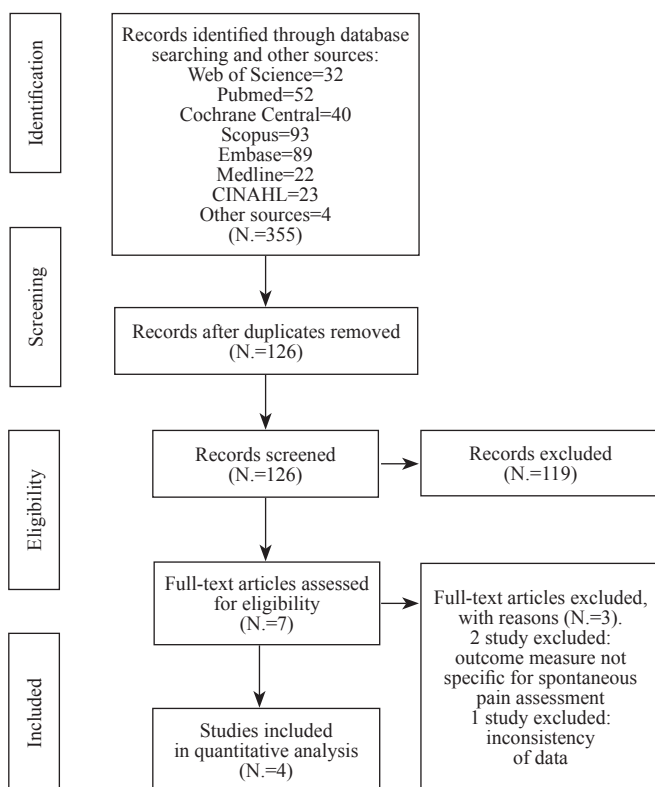 Identification
Records identified through database
searching and other sources:
Web of Science=32
Pubmed=52
Cochrane Central=40
Scopus=93
Embase=89
Medline=22
CINAHL=23
Other sources=4
(N.=355)
Screening
Records after duplicates removed
(N.=126)
Eligibility
Records screened
(N.=126)
Records excluded
(N.=119)
Full-text articles assessed
for eligibility
(N.=7)
Full-text articles excluded,
with reasons (N.=3).
2 study excluded:
outcome measure not
specific for spontaneous
pain assessment
1 study excluded:
inconsistency
of data
Included
Studies included
in quantitative analysis
(N.=4)